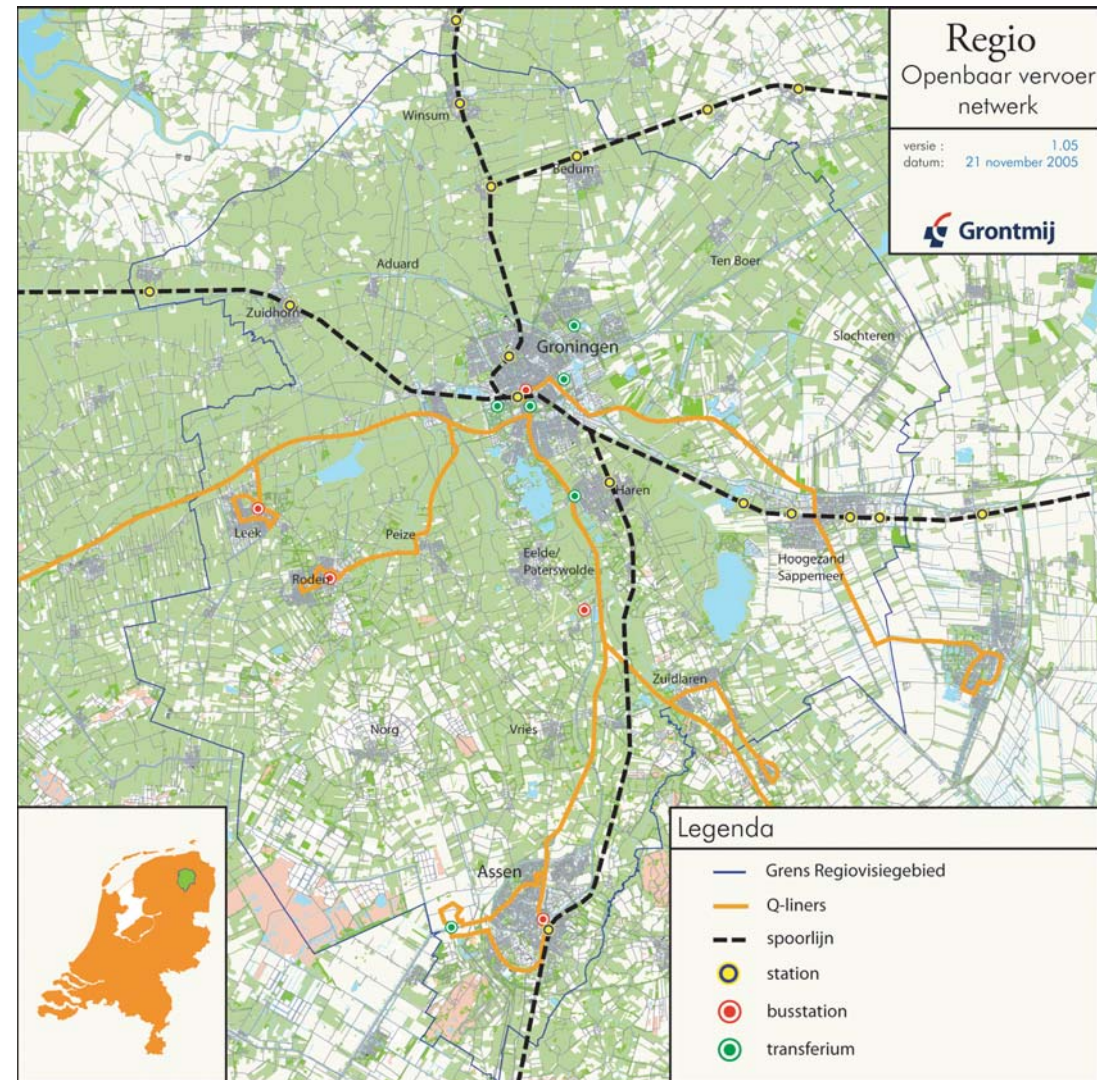 Regio
Openbaar vervoer
netwerk
versie : 1.05
datum: 21 november 2005
Grontmij
Winsum
Bedum
Aduard
Ten Boer
Zuidhorn
Slochteren
Groningen
Haren
Leek
Peize
Eelde/
Paterswolde
Hoogezand
Sappemeer
Roden
Zuidlaren
Norg
Vries
Assen
Legenda
Grens Regiovisiegebied
Q-liners
spoorlijn
station
busstation
transferium